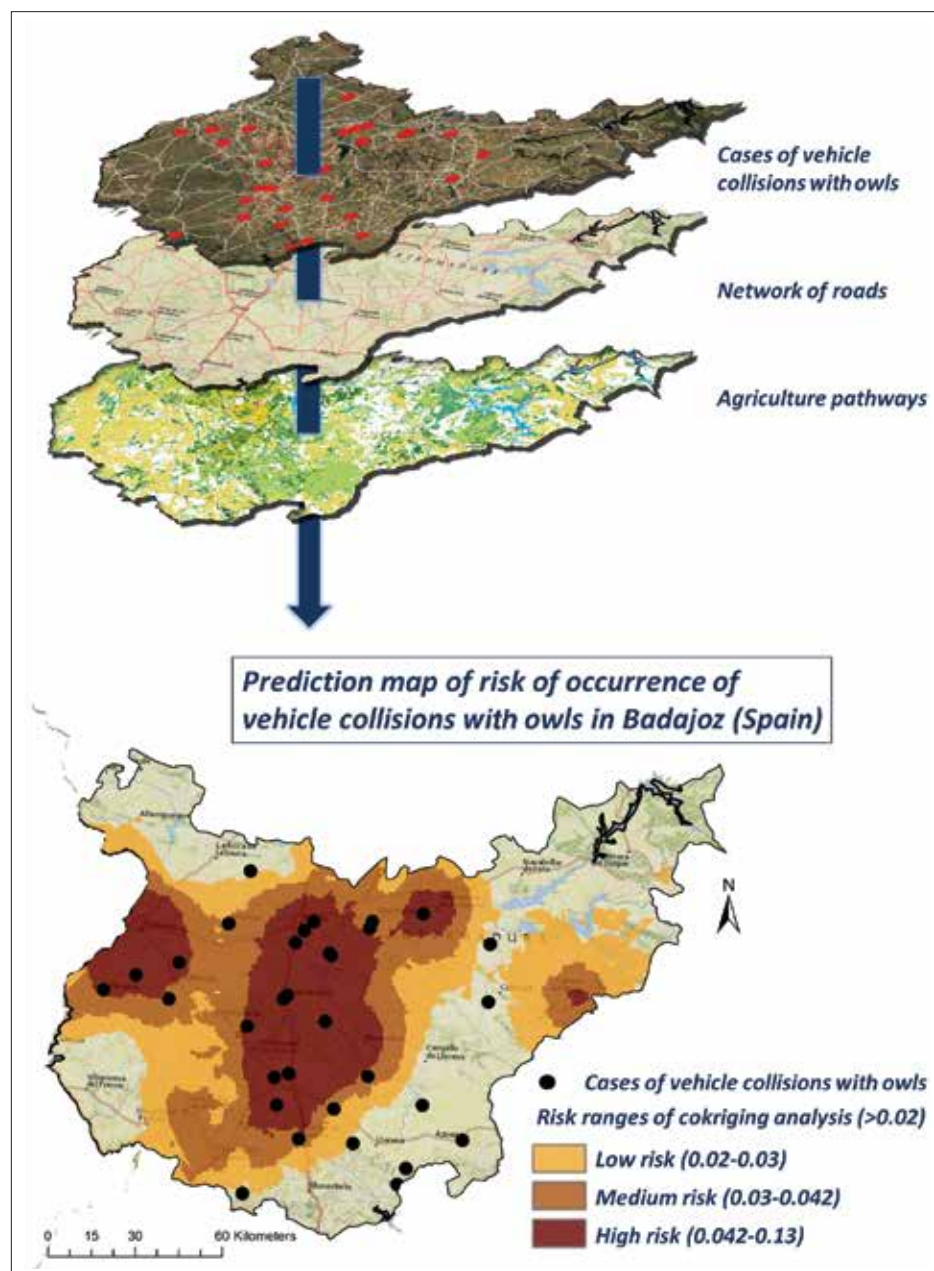 Cases of vehicle
collisions with owls
Network of roads
Agriculture pathways
Prediction map of risk of occurrence of
vehicle collisions with owls in Badajoz (Spain)
N
Cases of vehicle collisions with owls
Risk ranges of cokriging analysis (>0.02)
Low risk (0.02-0.03)
Medium risk (0.03-0.042)
High risk (0.042-0.13)
0 15 30 60 Kilometers